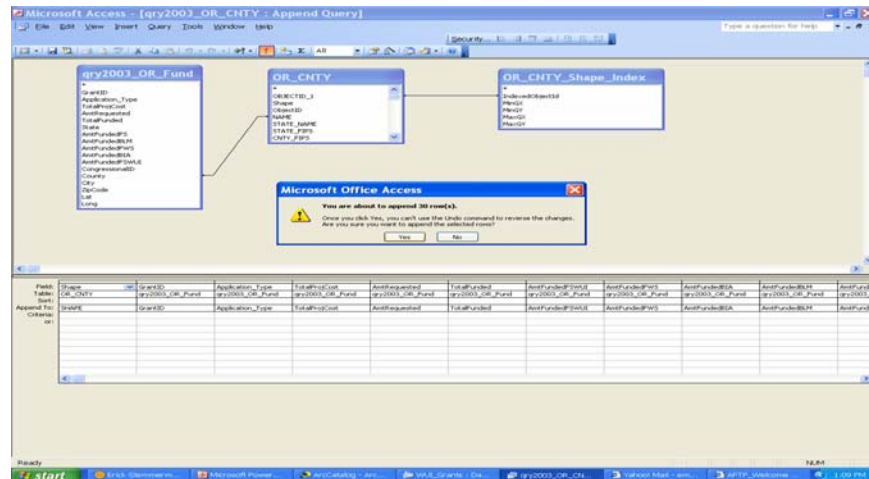 Microsoft Access - [qry2003_OR_CNTY : Append Query]
File Edit View Insert Query Tools Window Help
Type a question for help
Security...
All
qry2003_OR_Fund
*
GrantID
Application_Type
TotalProjCost
AmtRequested
TotalFunded
State
AmtFundedFS
AmtFundedBLM
AmtFundedFWS
AmtFundedBIA
AmtFundedFSWUI
CongressionalID
County
City
ZipCode
Lat
Long
OR_CNTY
*
OBJECTID_1
Shape
ObjectID
NAME
STATE_NAME
STATE_FIPS
CNTY_FIPS
OR_CNTY_Shape_Index
*
IndexedObjectId
MinGX
MinGY
MaxGX
MaxGY
Microsoft Office Access
You are about to append 30 row(s).
Once you click Yes, you can't use the Undo command to reverse the changes.
Are you sure you want to append the selected rows?
Yes No
Field: Shape GrantID Application_Type TotalProjCost AmtRequested TotalFunded AmtFundedFSWUI AmtFundedFWS AmtFundedBIA AmtFundedBLM AmtFund
Table: OR_CNTY qry2003_OR_Fund qry2003_OR_Fund qry2003_OR_Fund qry2003_OR_Fund qry2003_OR_Fund qry2003_OR_Fund qry2003_OR_Fund qry2003_OR_Fund qry2003_OR_Fund qry2003_
Sort:
Append To: SHAPE GrantID Application_Type TotalProjCost AmtRequested TotalFunded AmtFundedFSWUI AmtFundedFWS AmtFundedBIA AmtFundedBLM AmtFund
Criteria:
or:
Ready
NUM
start
Microsoft Power...
ArcCatalog - Arc...
WUI_Grants : Da...
qry2003_OR_CN...
Yahoo! Mail - em...
1:09 PM